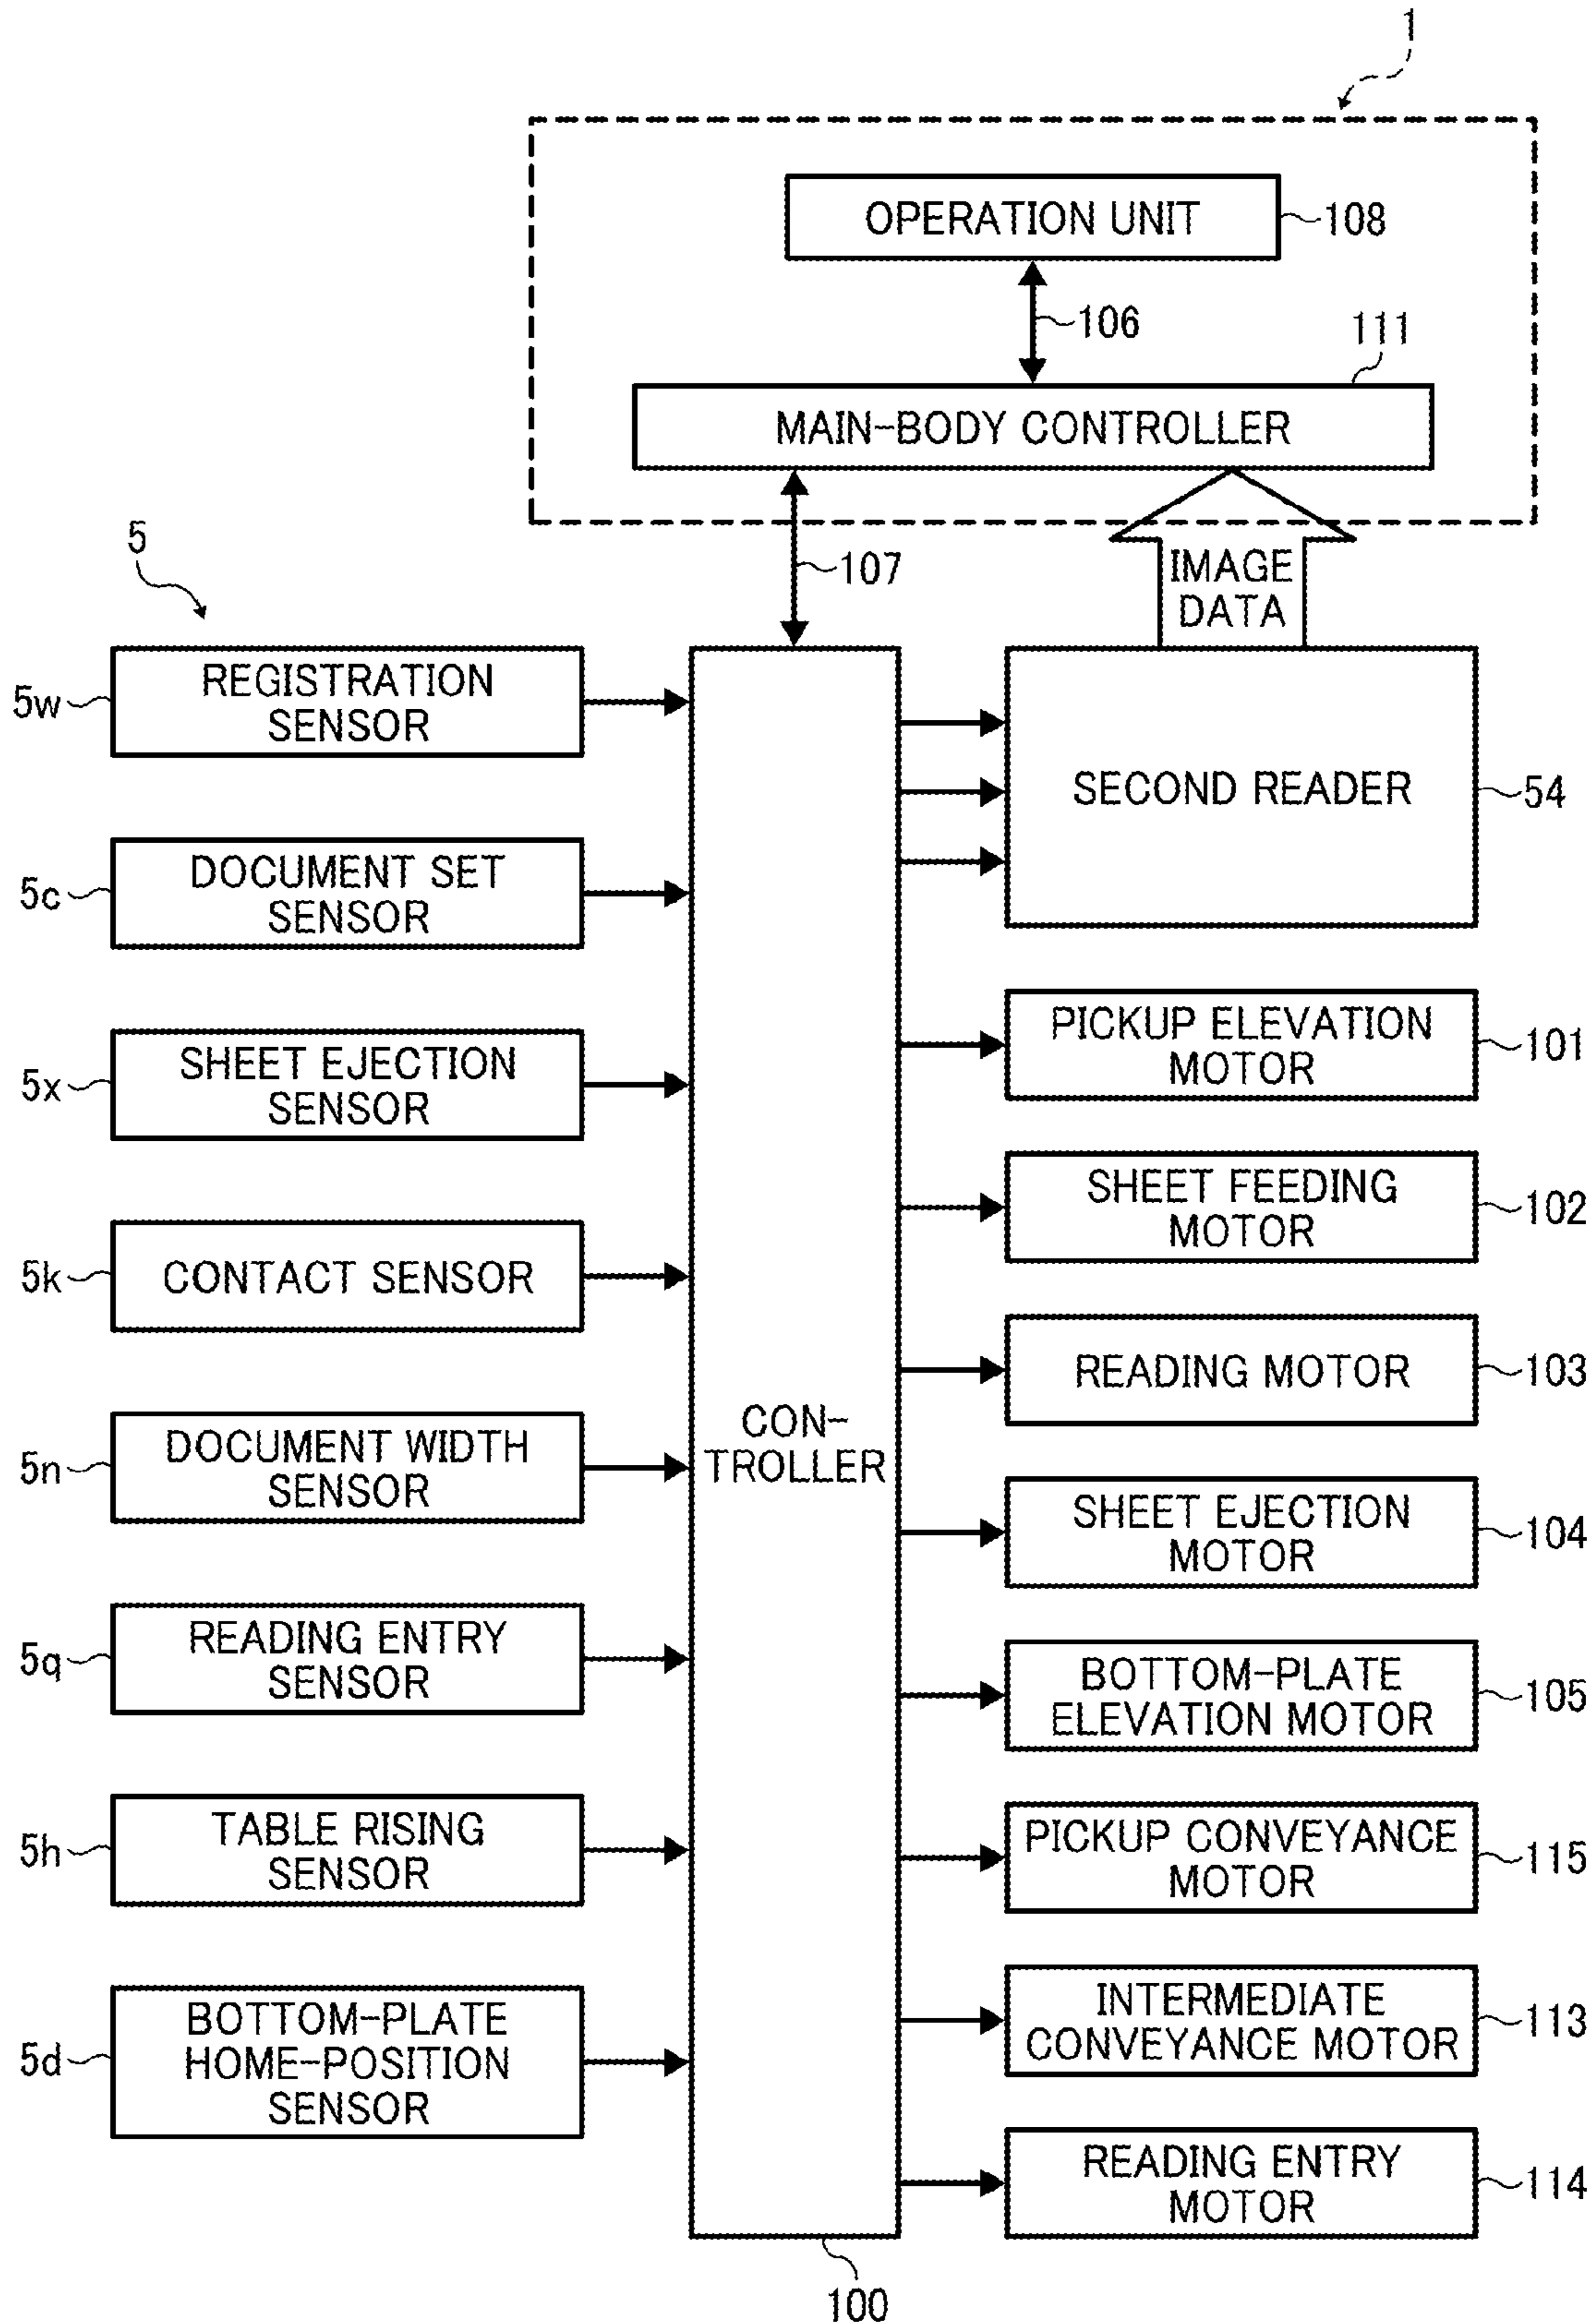 1
OPERATION UNIT
108
106
111
MAIN-BODY CONTROLLER
5
107
IMAGE
DATA
5w
REGISTRATION
SENSOR
SECOND READER
54
5c
DOCUMENT SET
SENSOR
PICKUP ELEVATION
MOTOR
101
5x
SHEET EJECTION
SENSOR
SHEET FEEDING
MOTOR
102
5k
CONTACT SENSOR
READING MOTOR
103
CON-
TROLLER
5n
DOCUMENT WIDTH
SENSOR
SHEET EJECTION
MOTOR
104
5q
READING ENTRY
SENSOR
BOTTOM-PLATE
ELEVATION MOTOR
105
5h
TABLE RISING
SENSOR
PICKUP CONVEYANCE
MOTOR
115
5d
BOTTOM-PLATE
HOME-POSITION
SENSOR
INTERMEDIATE
CONVEYANCE MOTOR
113
READING ENTRY
MOTOR
114
100